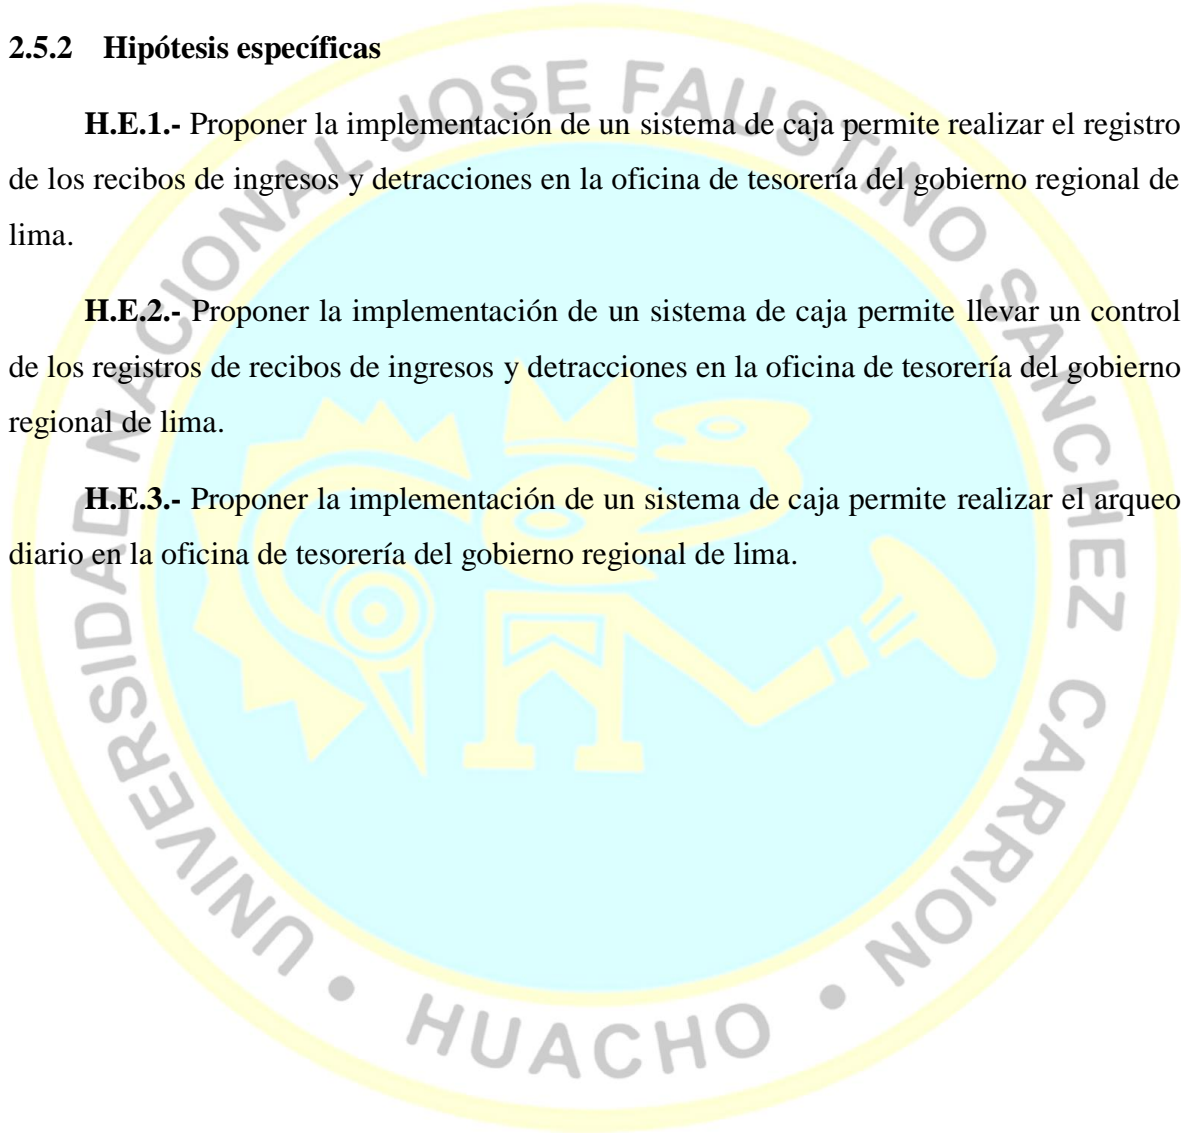 2.5.2 Hipótesis específicas
H.E.1.- Proponer la implementación de un sistema de caja permite realizar el registro
de los recibos de ingresos y detracciones en la oficina de tesorería del gobierno regional de
lima.
H.E.2.- Proponer la implementación de un sistema de caja permite llevar un control
de los registros de recibos de ingresos y detracciones en la oficina de tesorería del gobierno
regional de lima.
H.E.3.- Proponer la implementación de un sistema de caja permite realizar el arqueo
diario en la oficina de tesorería del gobierno regional de lima.
UNIVERSIDAD NACIONAL JOSE FAUSTINO SANCHEZ CARRION
• HUACHO •